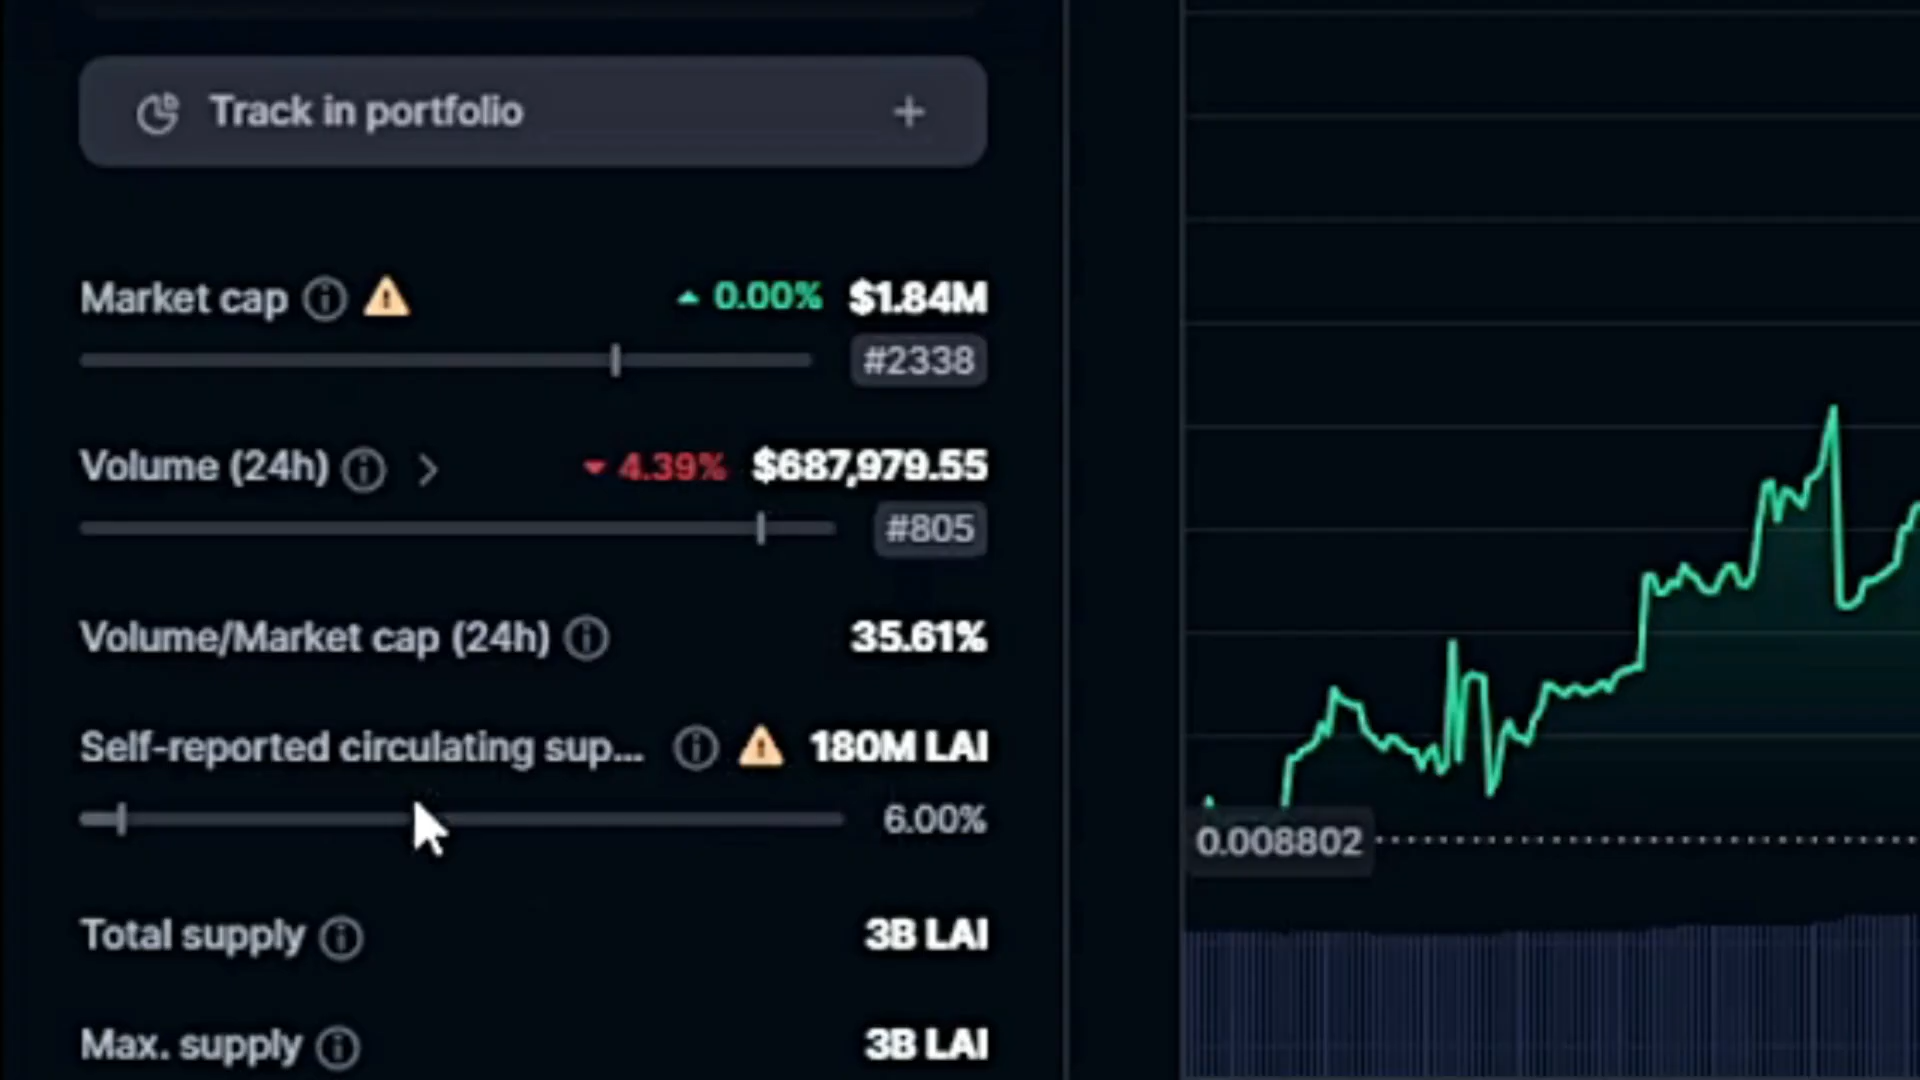 Track in portfolio +
Market cap 0.00% $1.84M
#2338
Volume (24h) > 4.39% $687,979.55
#805
Volume/Market cap (24h) 35.61%
Self-reported circulating sup... 180M LAI
6.00%
0.008802
Total supply 3B LAI
Max. supply 3B LAI